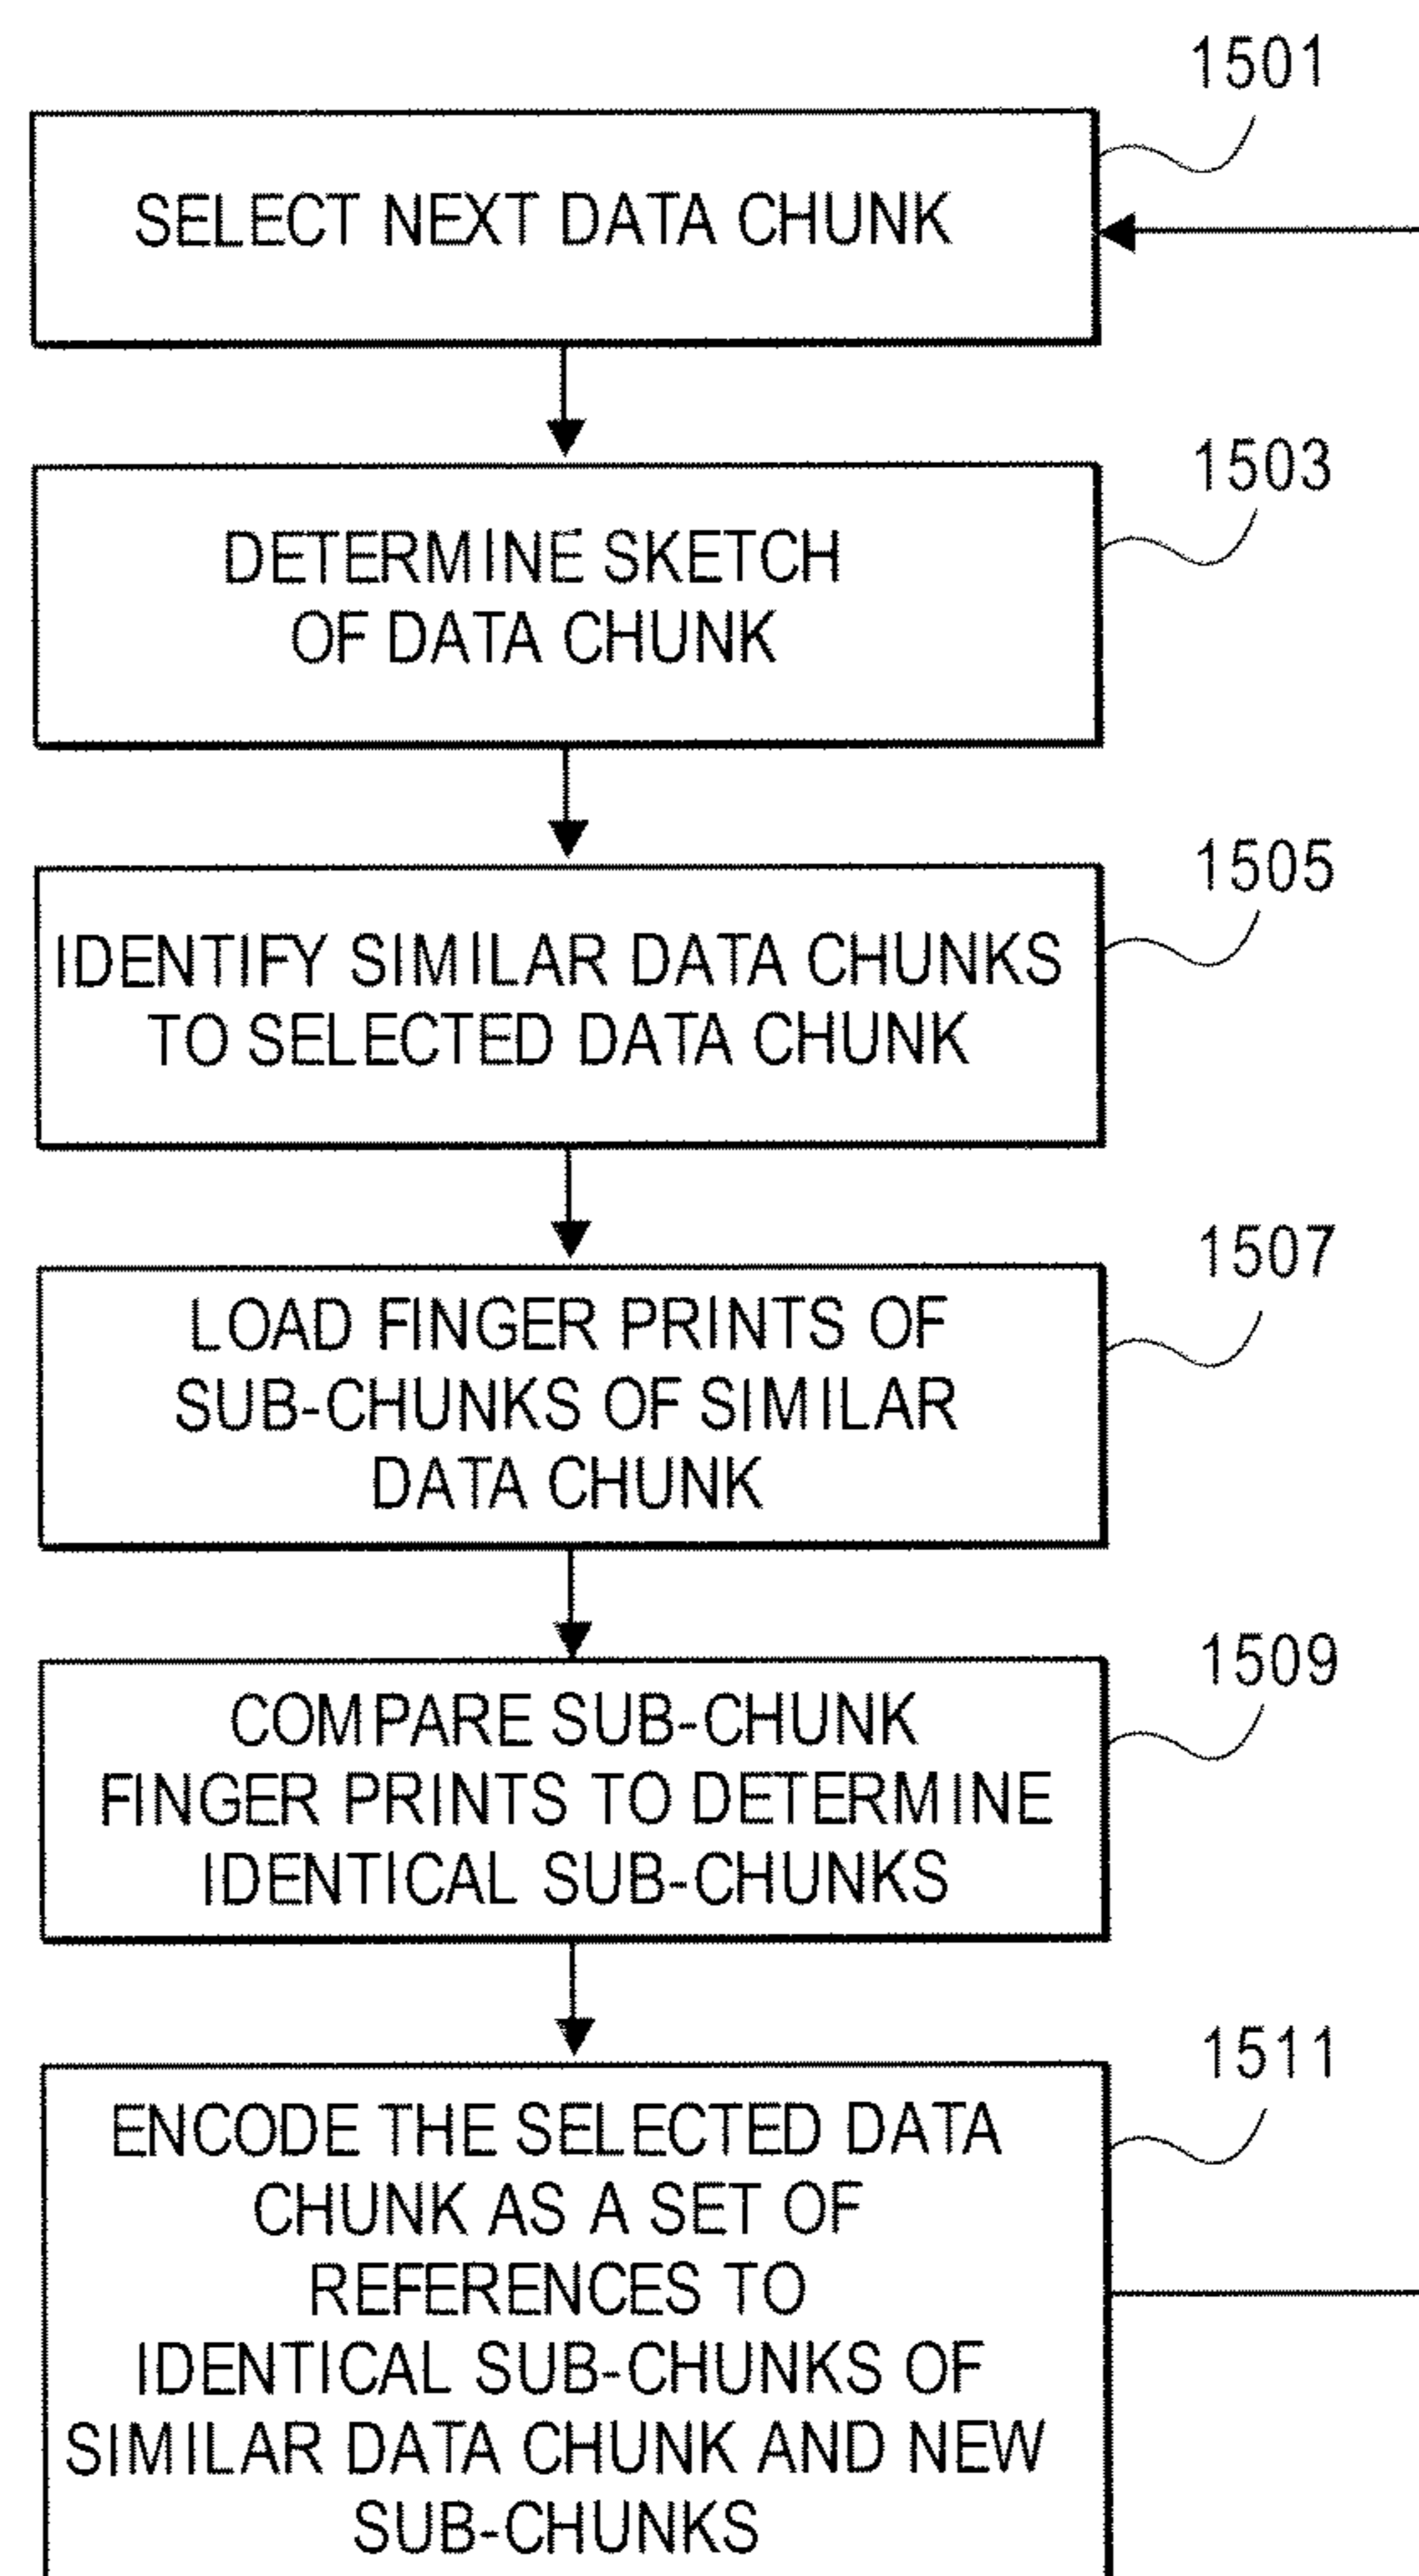 1501
SELECT NEXT DATA CHUNK
1503
DETERMINE SKETCH
OF DATA CHUNK
1505
IDENTIFY SIMILAR DATA CHUNKS
TO SELECTED DATA CHUNK
1507
LOAD FINGER PRINTS OF
SUB-CHUNKS OF SIMILAR
DATA CHUNK
1509
COMPARE SUB-CHUNK
FINGER PRINTS TO DETERMINE
IDENTICAL SUB-CHUNKS
1511
ENCODE THE SELECTED DATA
CHUNK AS A SET OF
REFERENCES TO
IDENTICAL SUB-CHUNKS OF
SIMILAR DATA CHUNK AND NEW
SUB-CHUNKS